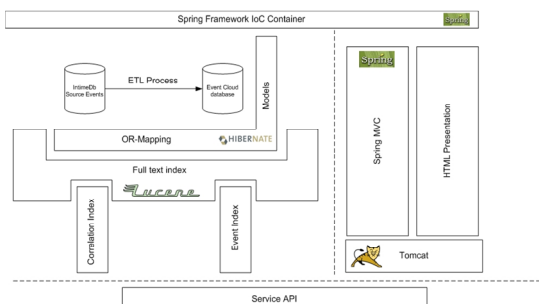 Spring Framework IoC Container
Spring
IntimeDb
Source Events
ETL Process
Event Cloud
database
Models
OR-Mapping
HIBERNATE
Full text index
Lucene
Correlation Index
Event Index
Spring
Spring MVC
HTML Presentation
Tomcat
Service API